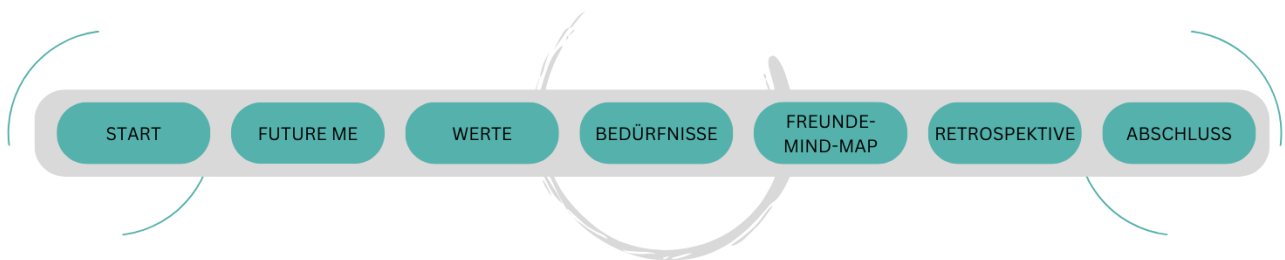 START
FUTURE ME
WERTE
BEDÜRFNISSE
FREUNDE-
MIND-MAP
RETROSPEKTIVE
ABSCHLUSS